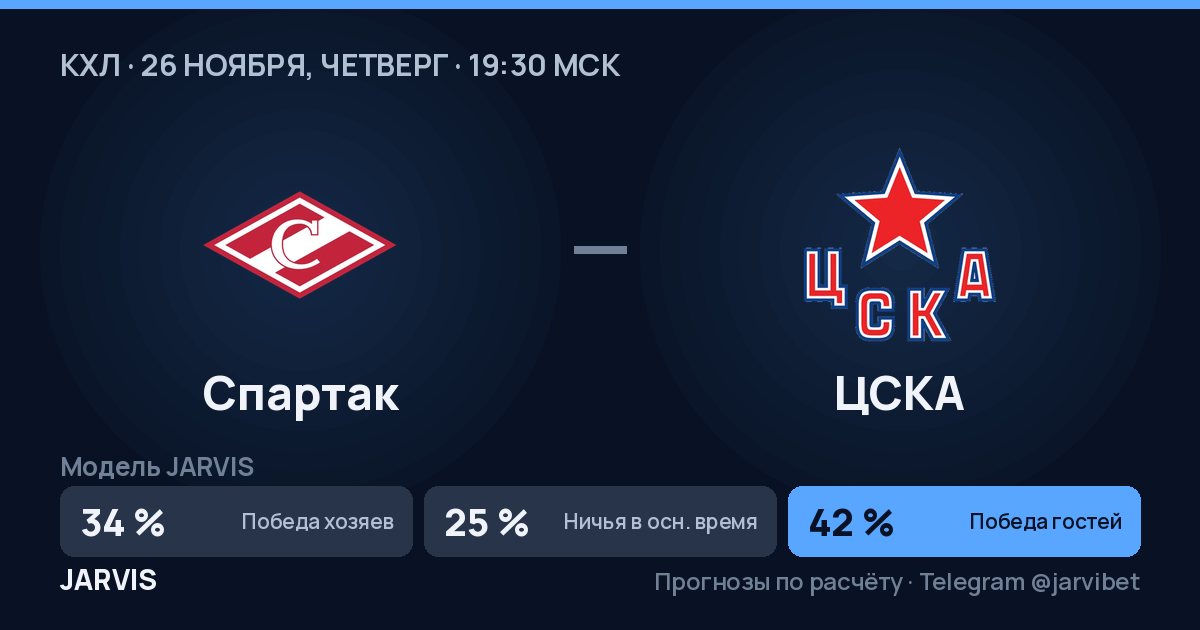 КХЛ · 26 НОЯБРЯ, ЧЕТВЕРГ · 19:30 МСК
С
ЦСКА
Спартак
ЦСКА
Модель JARVIS
34 % Победа хозяев
25 % Ничья в осн. время
42 % Победа гостей
JARVIS
Прогнозы по расчёту · Telegram @jarvibet